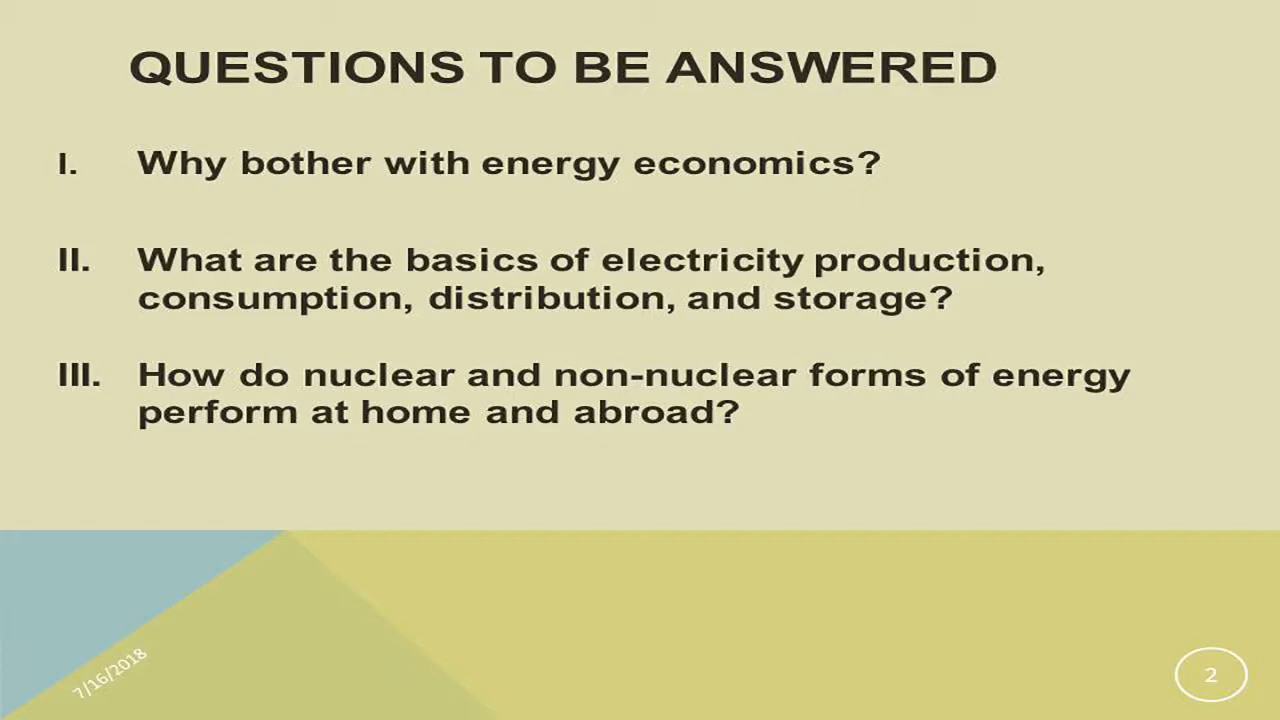 QUESTIONS TO BE ANSWERED
I. Why bother with energy economics?
II. What are the basics of electricity production,
consumption, distribution, and storage?
III. How do nuclear and non-nuclear forms of energy
perform at home and abroad?
7/16/2018
2